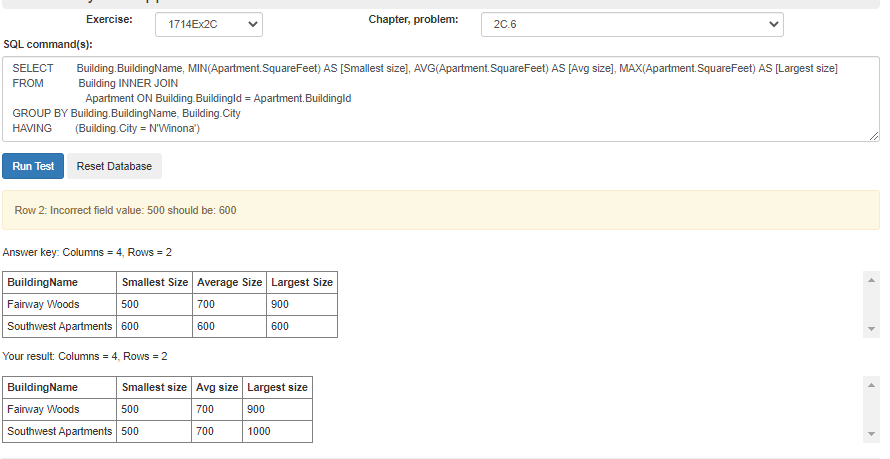 Exercise: 1714Ex2C Chapter, problem: 2C.6
SQL command(s):
SELECT Building.BuildingName, MIN(Apartment.SquareFeet) AS [Smallest size], AVG(Apartment.SquareFeet) AS [Avg size], MAX(Apartment.SquareFeet) AS [Largest size]
FROM Building INNER JOIN
Apartment ON Building.BuildingId = Apartment.BuildingId
GROUP BY Building.BuildingName, Building.City
HAVING (Building.City = N'Winona')
Run Test Reset Database
Row 2: Incorrect field value: 500 should be: 600
Answer key: Columns = 4, Rows = 2
BuildingName Smallest Size Average Size Largest Size
Fairway Woods 500 700 900
Southwest Apartments 600 600 600
Your result: Columns = 4, Rows = 2
BuildingName Smallest size Avg size Largest size
Fairway Woods 500 700 900
Southwest Apartments 500 700 1000